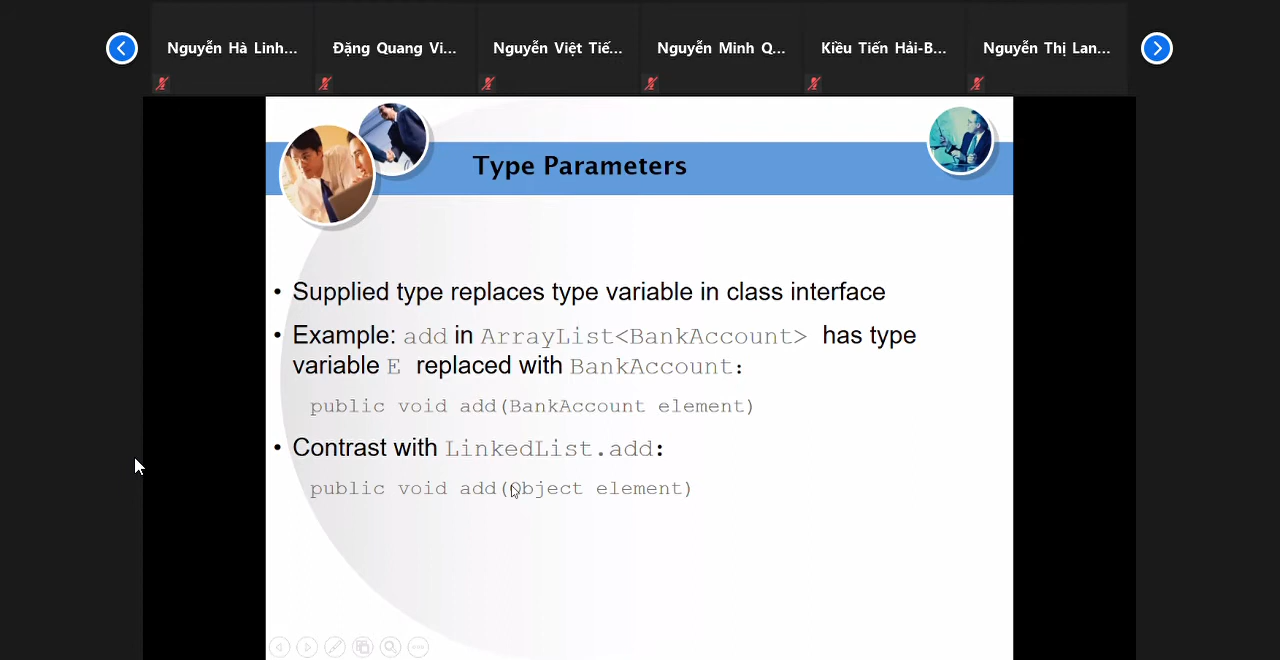 Nguyễn Hà Linh...
Đặng Quang Vi...
Nguyễn Việt Tiế...
Nguyễn Minh Q...
Kiều Tiến Hải-B...
Nguyễn Thị Lan...
Type Parameters
• Supplied type replaces type variable in class interface
• Example: add in ArrayList<BankAccount> has type
variable E replaced with BankAccount:
public void add(BankAccount element)
• Contrast with LinkedList.add:
public void add(Object element)